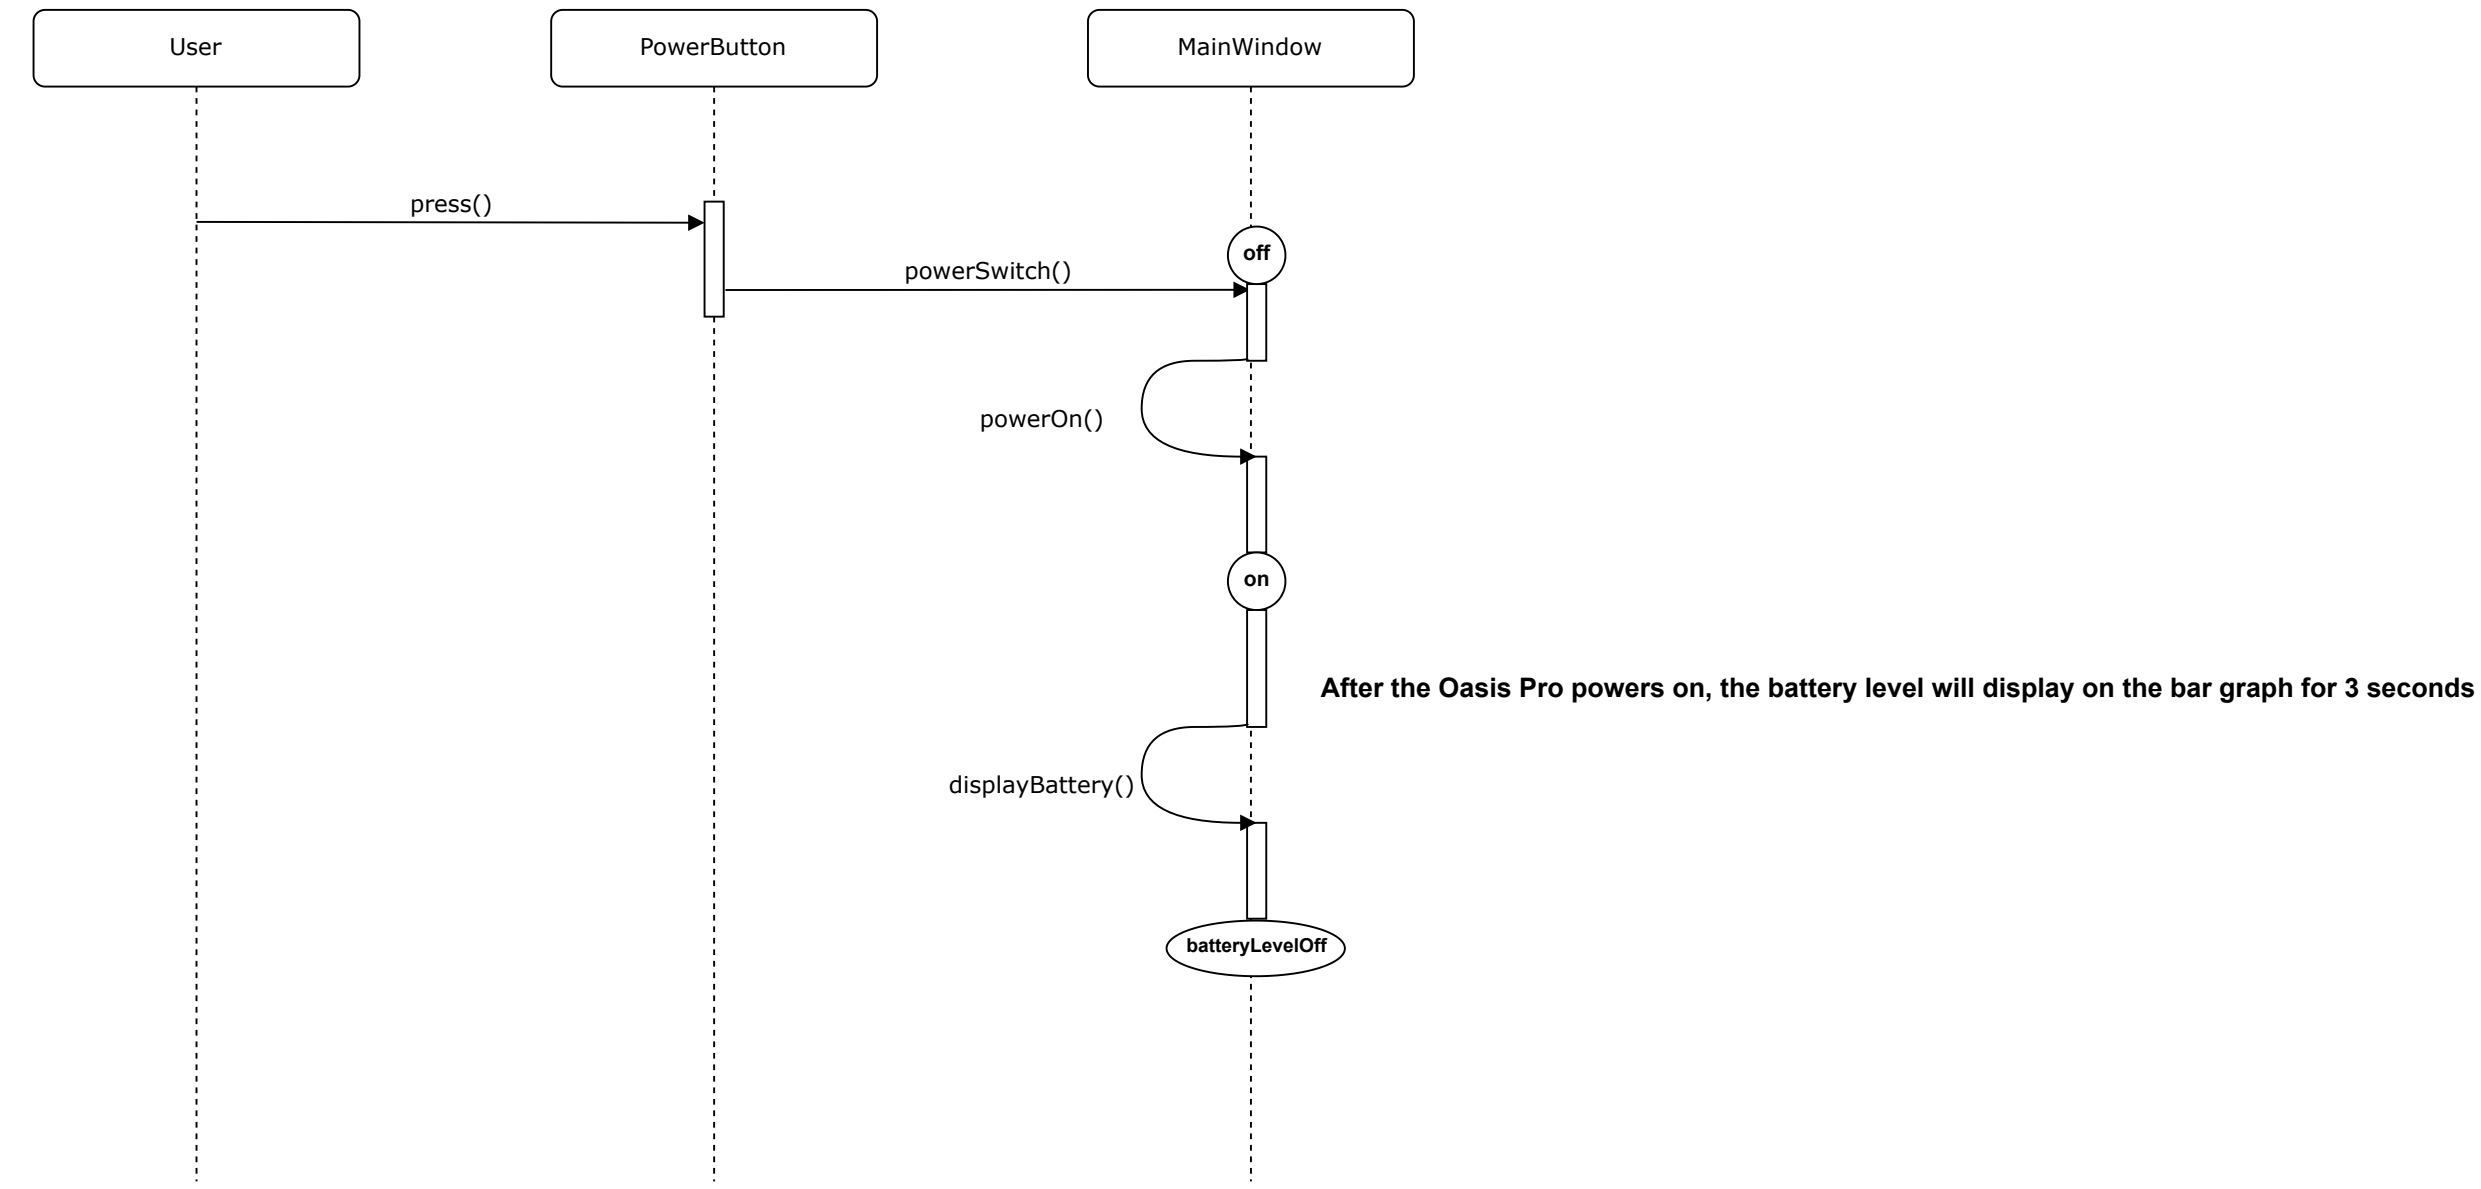 User
PowerButton
MainWindow
press()
off
powerSwitch()
powerOn()
on
After the Oasis Pro powers on, the battery level will display on the bar graph for 3 seconds
displayBattery()
batteryLevelOff